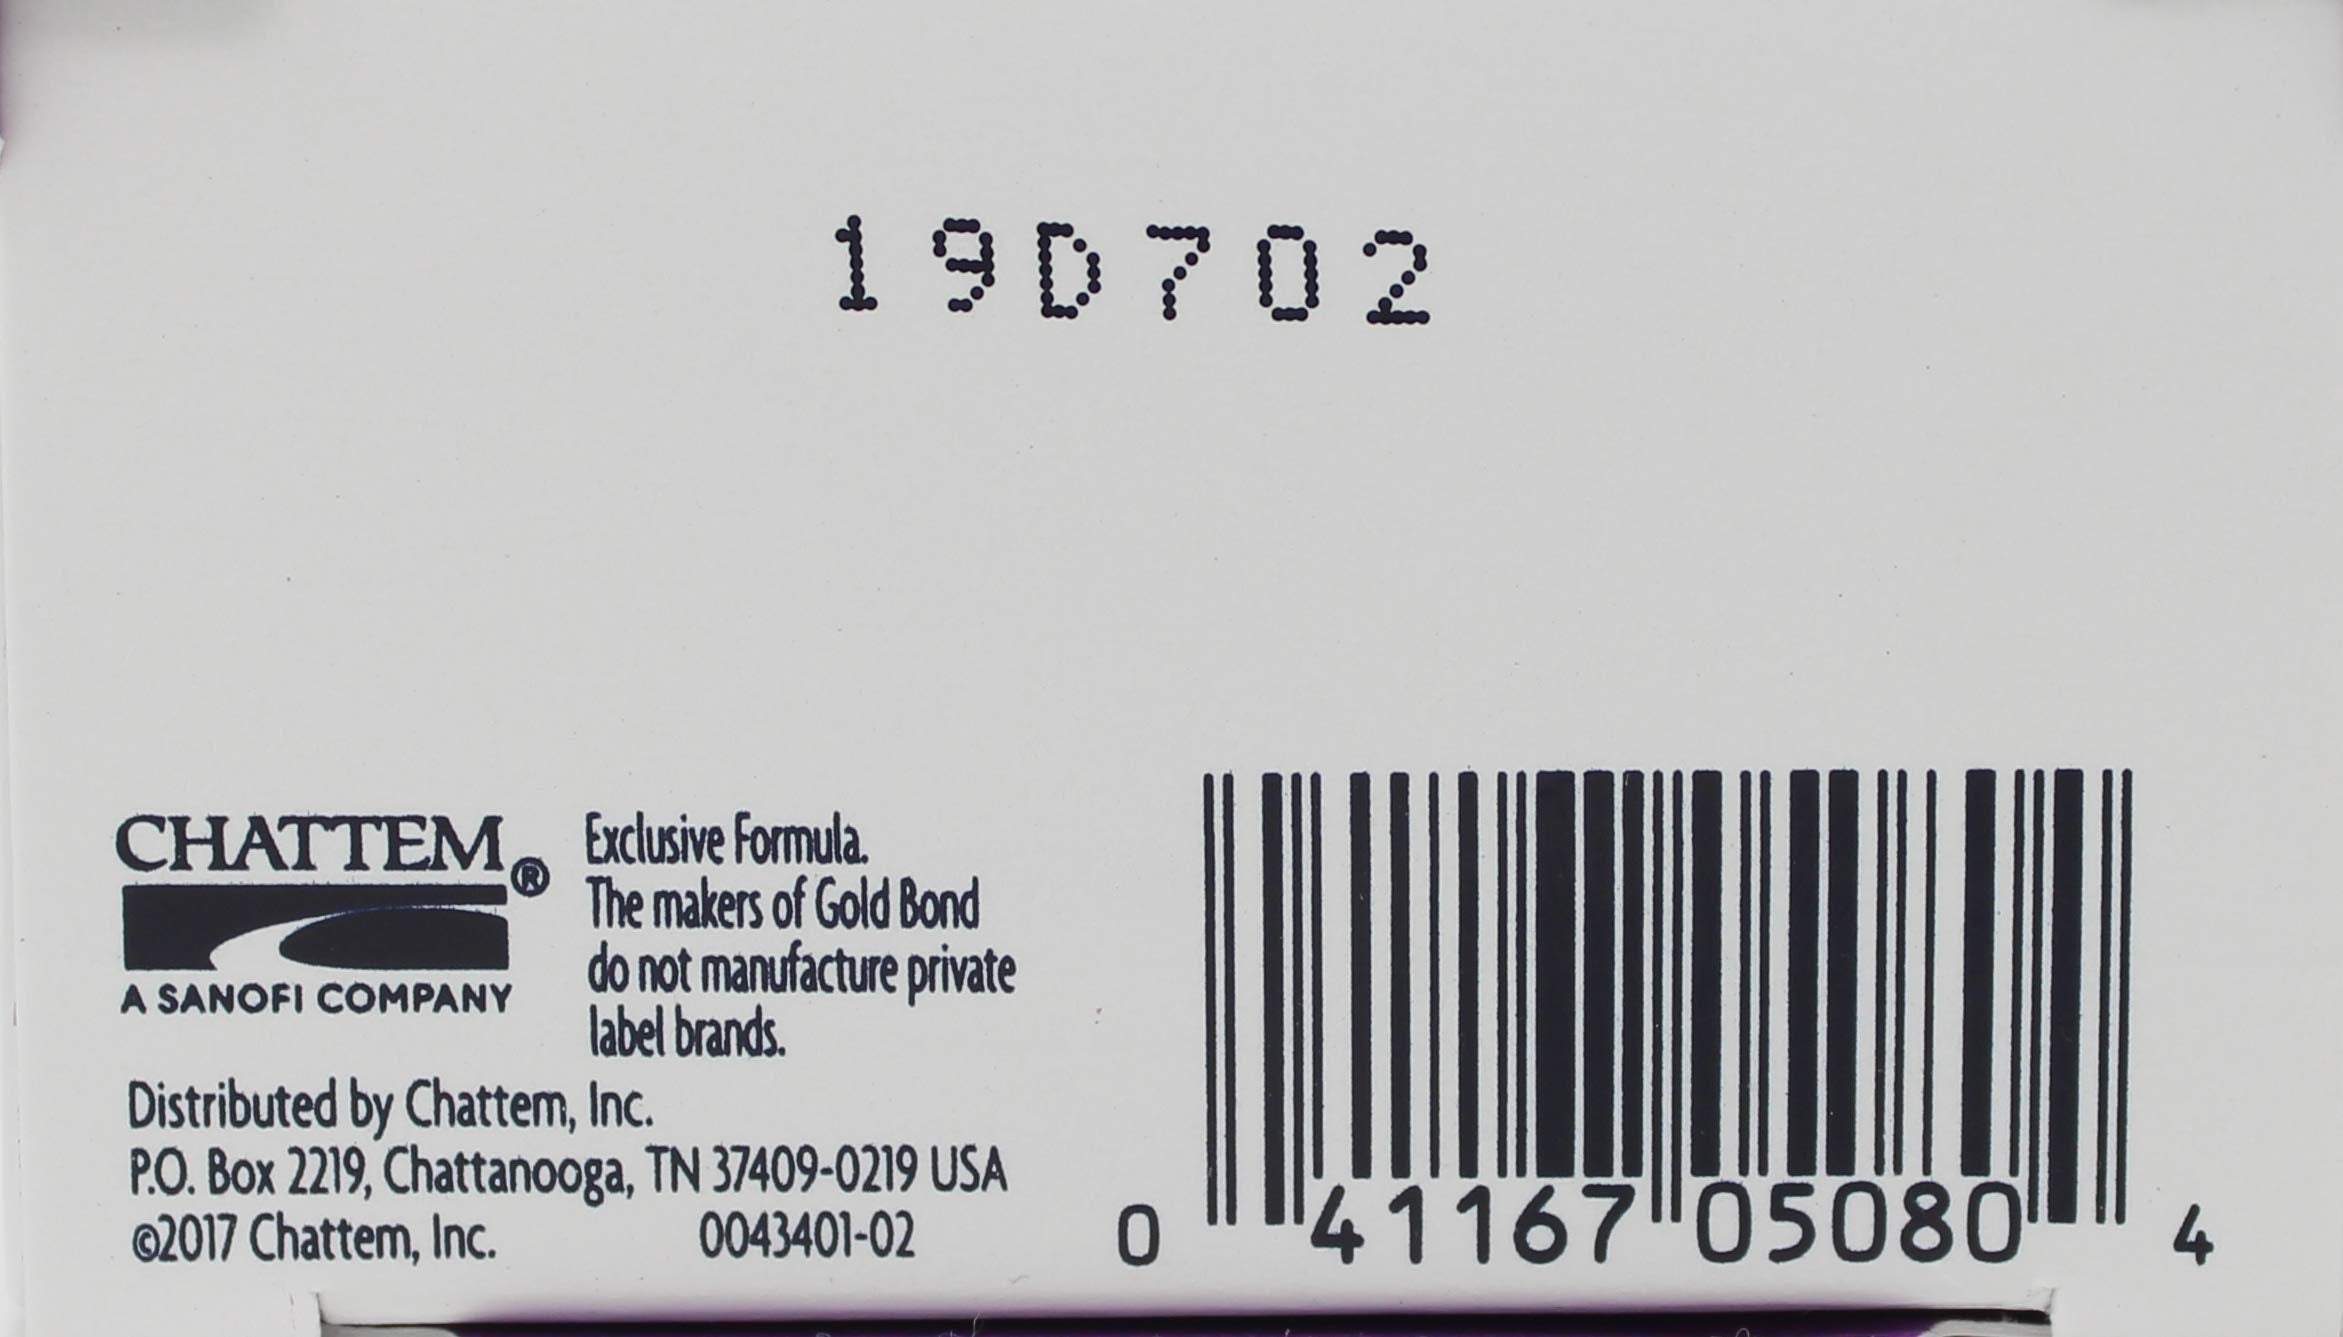 19D702
CHATTEM®
A SANOFI COMPANY
Exclusive Formula.
The makers of Gold Bond
do not manufacture private
label brands.
Distributed by Chattem, Inc.
P.O. Box 2219, Chattanooga, TN 37409-0219 USA
©2017 Chattem, Inc. 0043401-02
0 41167 05080 4